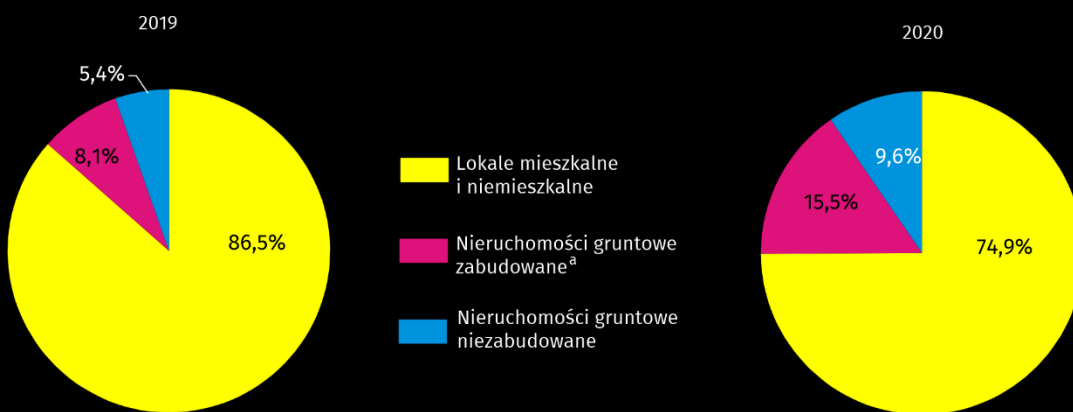 2019
5,4%
8,1%
86,5%
Lokale mieszkalne
i niemieszkalne
Nieruchomości gruntowe
zabudowaneᵃ
Nieruchomości gruntowe
niezabudowane
2020
9,6%
15,5%
74,9%